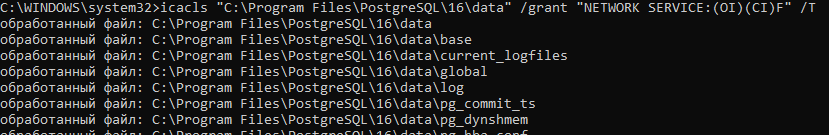 C:\WINDOWS\system32>icacls "C:\Program Files\PostgreSQL\16\data" /grant "NETWORK SERVICE:(OI)(CI)F" /T
обработанный файл: C:\Program Files\PostgreSQL\16\data
обработанный файл: C:\Program Files\PostgreSQL\16\data\base
обработанный файл: C:\Program Files\PostgreSQL\16\data\current_logfiles
обработанный файл: C:\Program Files\PostgreSQL\16\data\global
обработанный файл: C:\Program Files\PostgreSQL\16\data\log
обработанный файл: C:\Program Files\PostgreSQL\16\data\pg_commit_ts
обработанный файл: C:\Program Files\PostgreSQL\16\data\pg_dynshmem
обработанный файл: C:\Program Files\PostgreSQL\16\data\pg_hba.conf